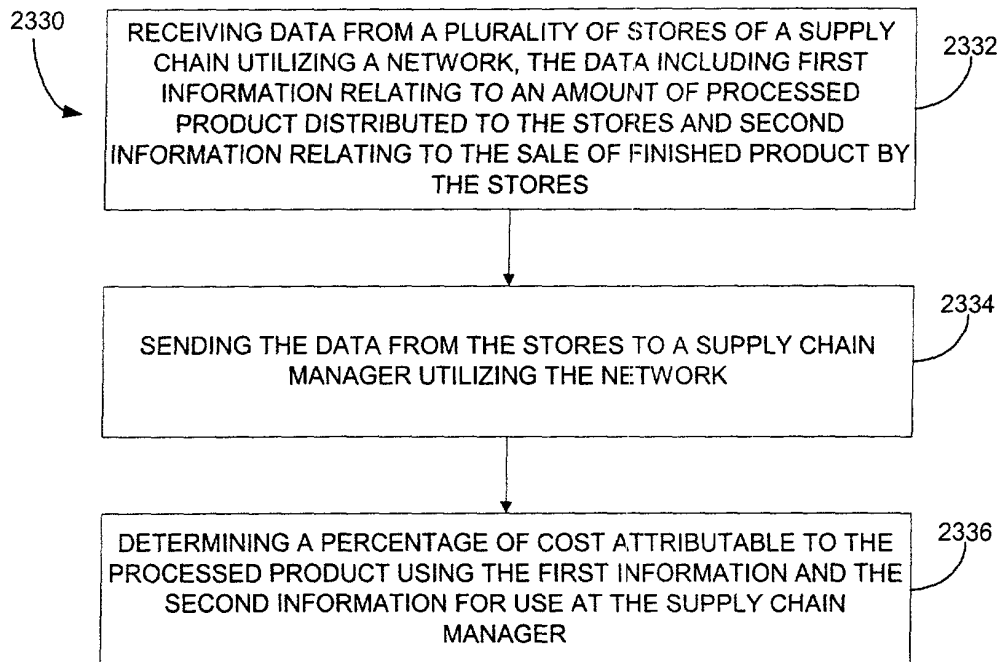 2330
RECEIVING DATA FROM A PLURALITY OF STORES OF A SUPPLY
CHAIN UTILIZING A NETWORK, THE DATA INCLUDING FIRST
INFORMATION RELATING TO AN AMOUNT OF PROCESSED
PRODUCT DISTRIBUTED TO THE STORES AND SECOND
INFORMATION RELATING TO THE SALE OF FINISHED PRODUCT BY
THE STORES
2332
SENDING THE DATA FROM THE STORES TO A SUPPLY CHAIN
MANAGER UTILIZING THE NETWORK
2334
DETERMINING A PERCENTAGE OF COST ATTRIBUTABLE TO THE
PROCESSED PRODUCT USING THE FIRST INFORMATION AND THE
SECOND INFORMATION FOR USE AT THE SUPPLY CHAIN
MANAGER
2336